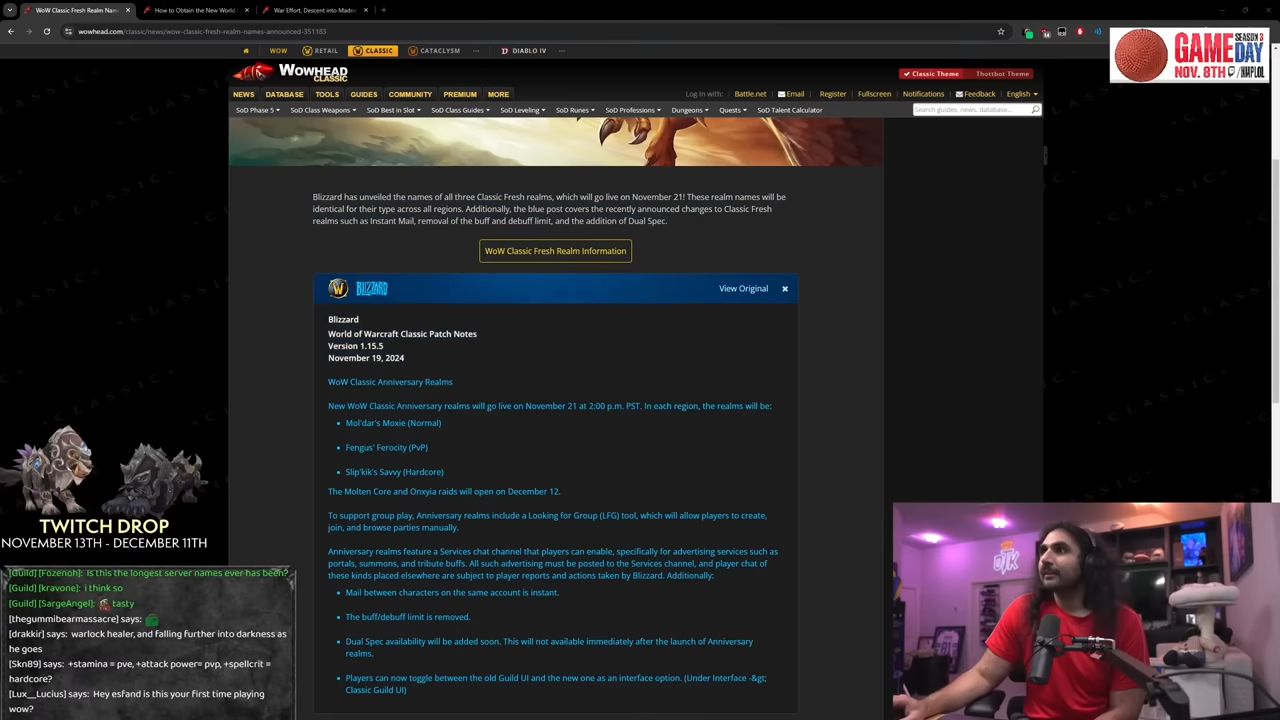 WoW Classic Fresh Realm Nam
How to Obtain the New World
War Effort, Descent into Madn
wowhead.com/classic/news/wow-classic-fresh-realm-names-announced-351183
WOW RETAIL CLASSIC CATACLYSM DIABLO IV
GAME DAY
SEASON 3
NOV. 8TH /NHPLOL
WOWHEAD
CLASSIC
Classic Theme Thottbot Theme
NEWS DATABASE TOOLS GUIDES COMMUNITY PREMIUM MORE
Log in with: Battle.net Email Register Fullscreen Notifications Feedback English
SoD Phase 5 SoD Class Weapons SoD Best in Slot SoD Class Guides SoD Leveling SoD Runes SoD Professions Dungeons Quests SoD Talent Calculator
Search guides, news, database...
Blizzard has unveiled the names of all three Classic Fresh realms, which will go live on November 21! These realm names will be
identical for their type across all regions. Additionally, the blue post covers the recently announced changes to Classic Fresh
realms such as Instant Mail, removal of the buff and debuff limit, and the addition of Dual Spec.
WoW Classic Fresh Realm Information
BLIZZARD
View Original
Blizzard
World of Warcraft Classic Patch Notes
Version 1.15.5
November 19, 2024
WoW Classic Anniversary Realms
New WoW Classic Anniversary realms will go live on November 21 at 2:00 p.m. PST. In each region, the realms will be:
• Mol'dar's Moxie (Normal)
• Fengus' Ferocity (PvP)
• Slip'kik's Savvy (Hardcore)
The Molten Core and Onxyia raids will open on December 12.
To support group play, Anniversary realms include a Looking for Group (LFG) tool, which will allow players to create,
join, and browse parties manually.
Anniversary realms feature a Services chat channel that players can enable, specifically for advertising services such as
portals, summons, and tribute buffs. All such advertising must be posted to the Services channel, and player chat of
these kinds placed elsewhere are subject to player reports and actions taken by Blizzard. Additionally:
• Mail between characters on the same account is instant.
• The buff/debuff limit is removed.
• Dual Spec availability will be added soon. This will not available immediately after the launch of Anniversary
realms.
• Players can now toggle between the old Guild UI and the new one as an interface option. (Under Interface -&gt;
Classic Guild UI)
TWITCH DROP
NOVEMBER 13TH - DECEMBER 11TH
[Guild] [Fozenoh]: Is this the longest server names ever has been?
[Guild] [kravone]: i think so
[Guild] [SargeAngel]: tasty
[thegummibearmassacre] says:
[drakkir] says: warlock healer, and falling further into darkness as
he goes
[Skn89] says: +stamina = pve, +attack power= pvp, +spellcrit =
hardcore?
[Lux__Lucius] says: Hey esfand is this your first time playing
wow?